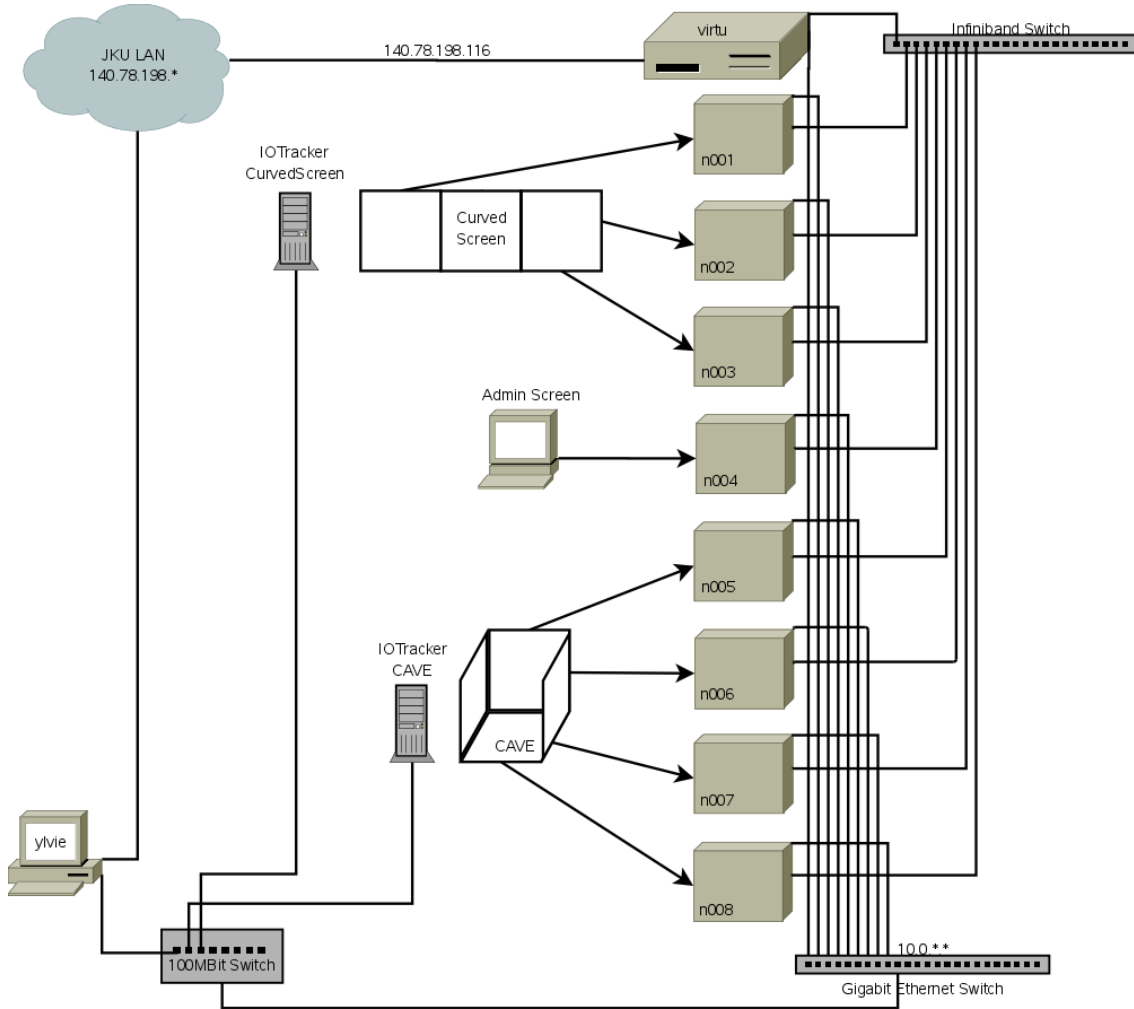 virtu
Infiniband Switch
JKU LAN
140.78.198.*
140.78.198.116
n001
IOTracker
CurvedScreen
Curved
Screen
n002
n003
Admin Screen
n004
n005
IOTracker
CAVE
n006
CAVE
n007
ylvie
n008
10.0.*.*
100MBit Switch
Gigabit Ethernet Switch